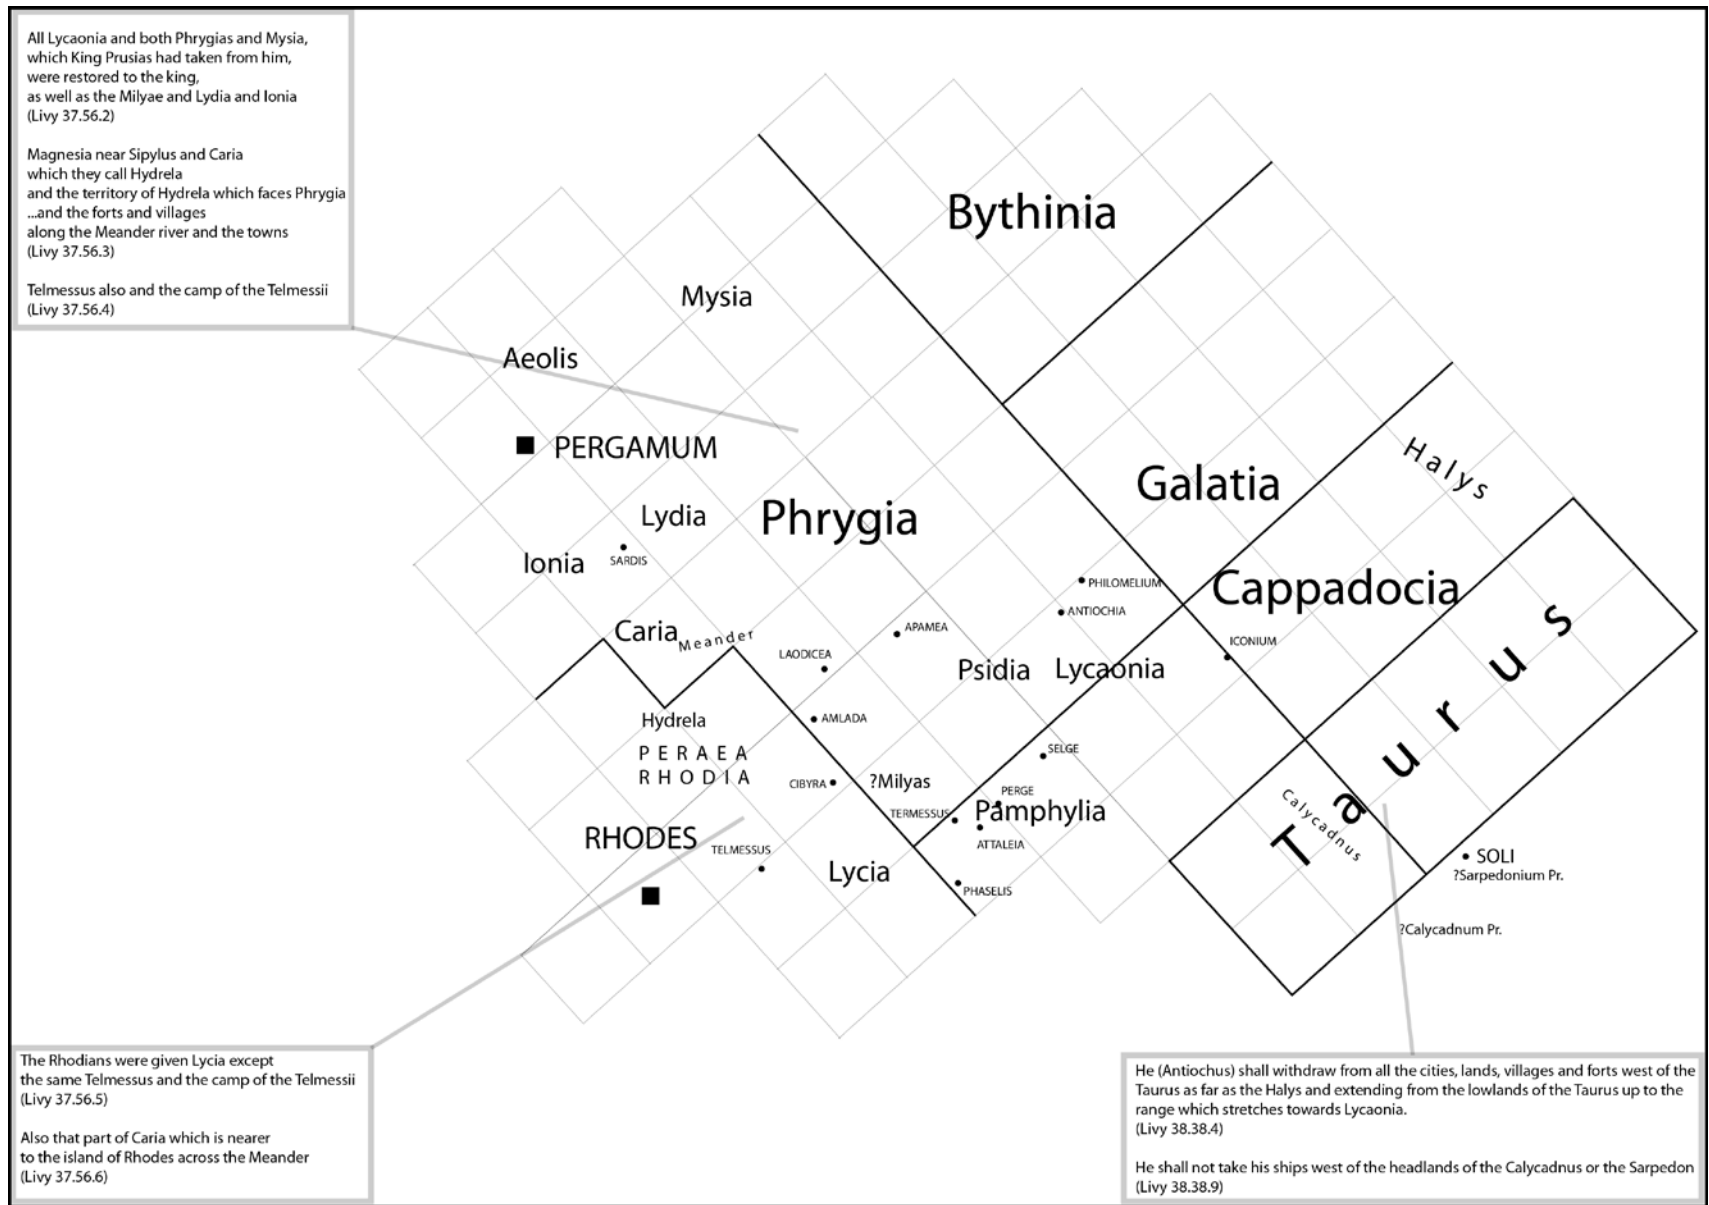 All Lycaonia and both Phrygias and Mysia,
which King Prusias had taken from him,
were restored to the king,
as well as the Milyae and Lydia and Ionia
(Livy 37.56.2)
Magnesia near Sipylus and Caria
which they call Hydrela
and the territory of Hydrela which faces Phrygia
...and the forts and villages
along the Meander river and the towns
(Livy 37.56.3)
Telmessus also and the camp of the Telmessii
(Livy 37.56.4)
Bythinia
Mysia
Aeolis
PERGAMUM
Halys
Galatia
Lydia
Phrygia
Ionia
SARDIS
PHILOMELIUM
Cappadocia
ANTIOCHIA
Caria
Meander
APAMEA
ICONIUM
LAODICEA
Psidia
Lycaonia
Taurus
Hydrela
AMLADA
PERAEA
RHODIA
SELGE
CIBYRA
?Milyas
PERGE
TERMESSUS
Pamphylia
Calycadnus
RHODES
TELMESSUS
ATTALEIA
SOLI
?Sarpedonium Pr.
Lycia
PHASELIS
?Calycadnum Pr.
The Rhodians were given Lycia except
the same Telmessus and the camp of the Telmessii
(Livy 37.56.5)
Also that part of Caria which is nearer
to the island of Rhodes across the Meander
(Livy 37.56.6)
He (Antiochus) shall withdraw from all the cities, lands, villages and forts west of the
Taurus as far as the Halys and extending from the lowlands of the Taurus up to the
range which stretches towards Lycaonia.
(Livy 38.38.4)
He shall not take his ships west of the headlands of the Calycadnus or the Sarpedon
(Livy 38.38.9)